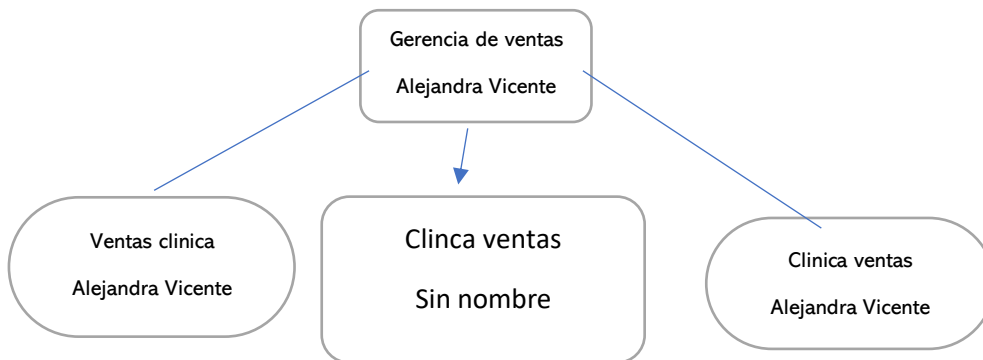 Gerencia de ventas
Alejandra Vicente
Ventas clinica
Alejandra Vicente
Clinca ventas
Sin nombre
Clinica ventas
Alejandra Vicente